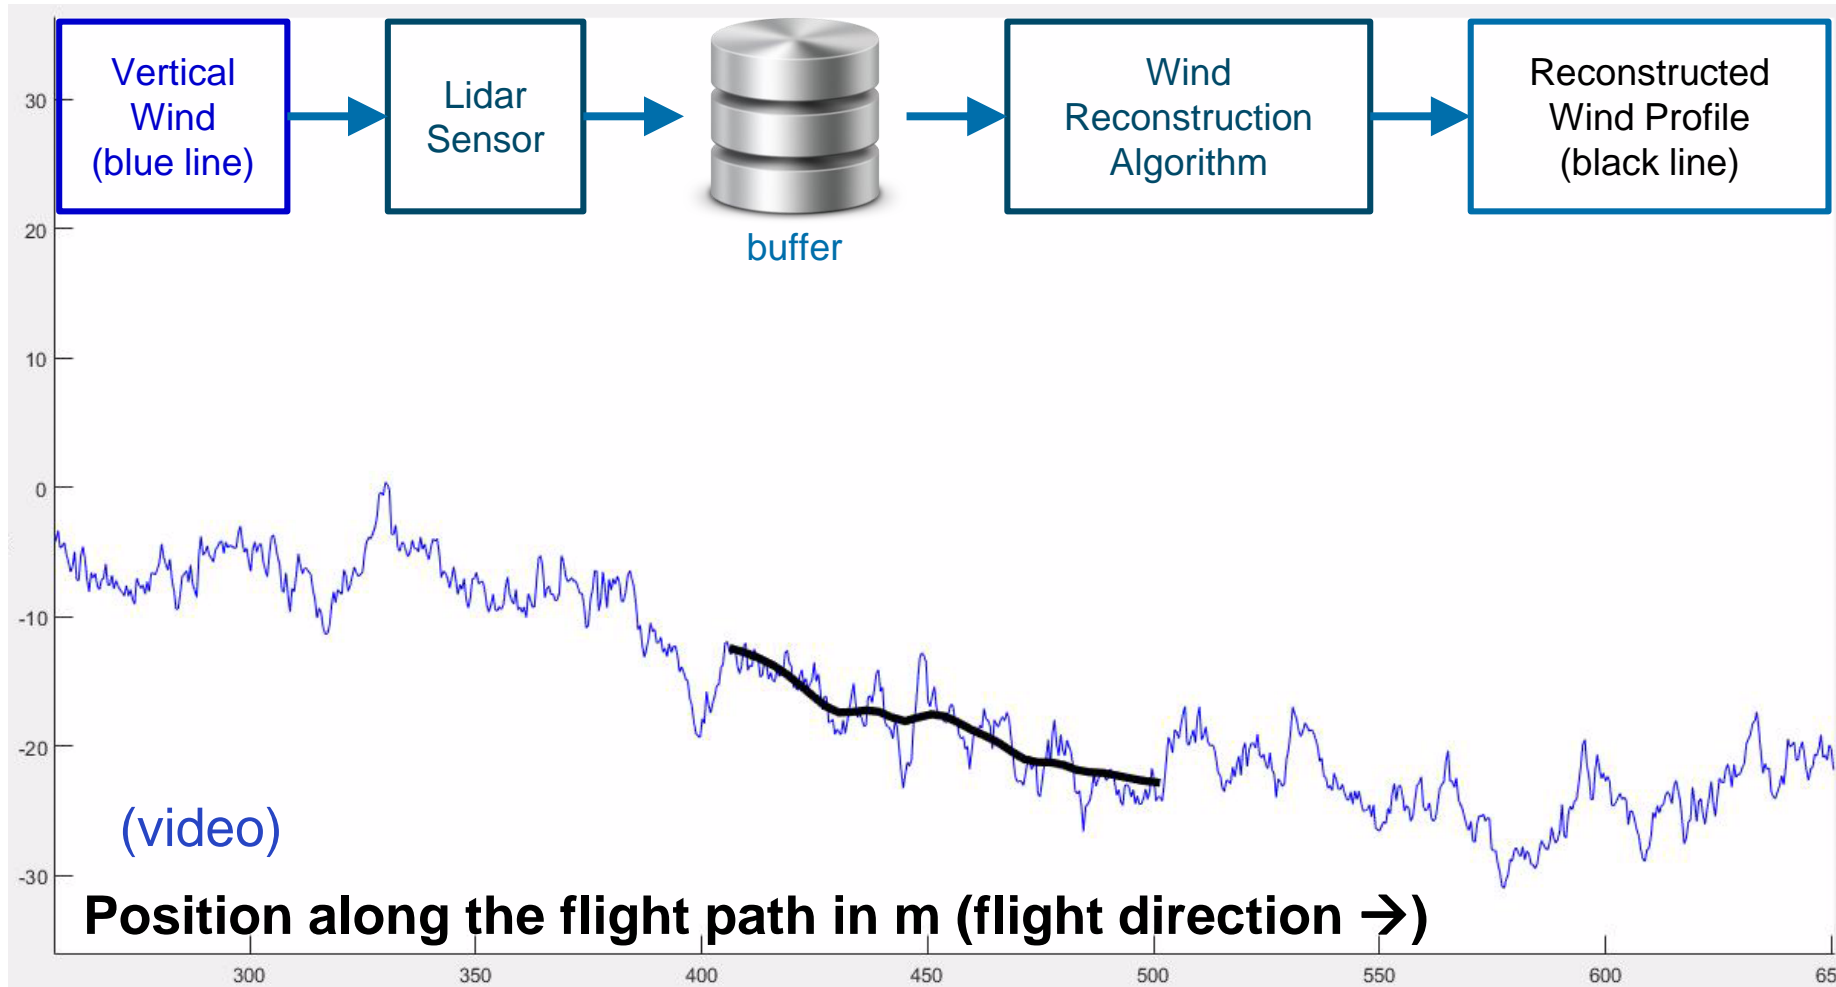 Vertical
Wind
(blue line)
Lidar
Sensor
buffer
Wind
Reconstruction
Algorithm
Reconstructed
Wind Profile
(black line)
30
20
10
0
-10
-20
-30
(video)
Position along the flight path in m (flight direction →)
300
350
400
450
500
550
600
65